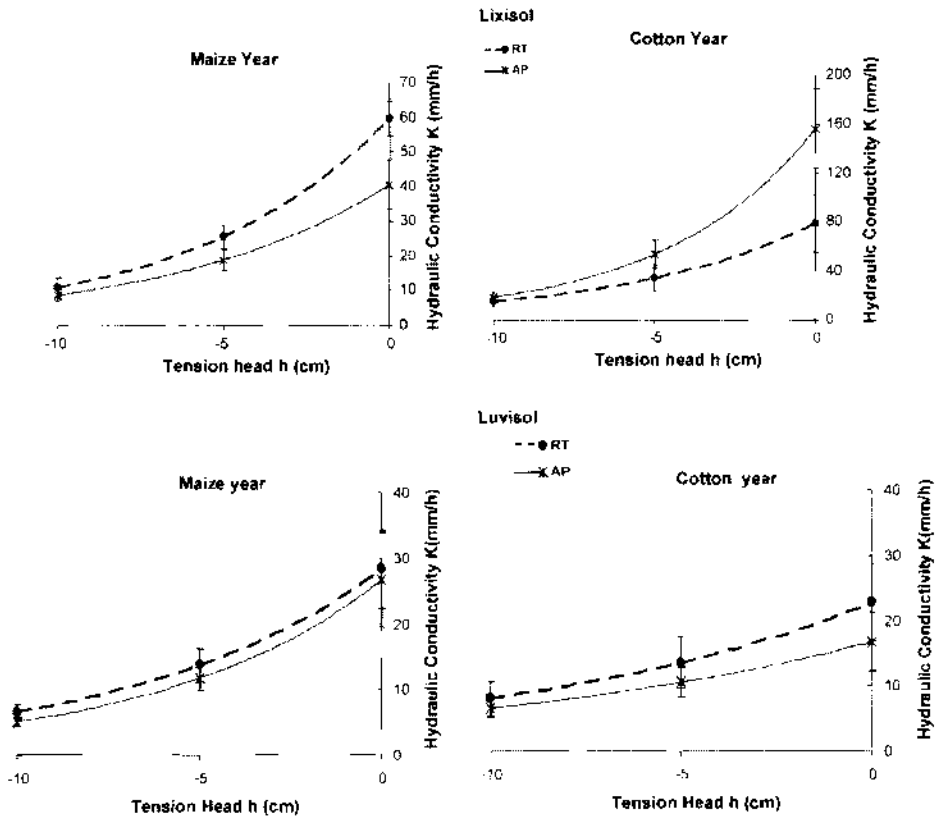 Lixisol
Maize Year
RT
AP
Cotton Year
70
60
50
40
30
20
10
0
Hydraulic Conductivity K (mm/h)
-10
-5
0
Tension head h (cm)
200
160
120
80
40
0
Hydraulic Conductivity K (mm/h)
-10
-5
0
Tension head h (cm)
Luvisol
Maize year
RT
AP
Cotton year
40
30
20
10
0
Hydraulic Conductivity K(mm/h)
-10
-5
0
Tension Head h (cm)
40
30
20
10
0
Hydraulic Conductivity K(mm/h)
-10
-5
0
Tension Head h (cm)